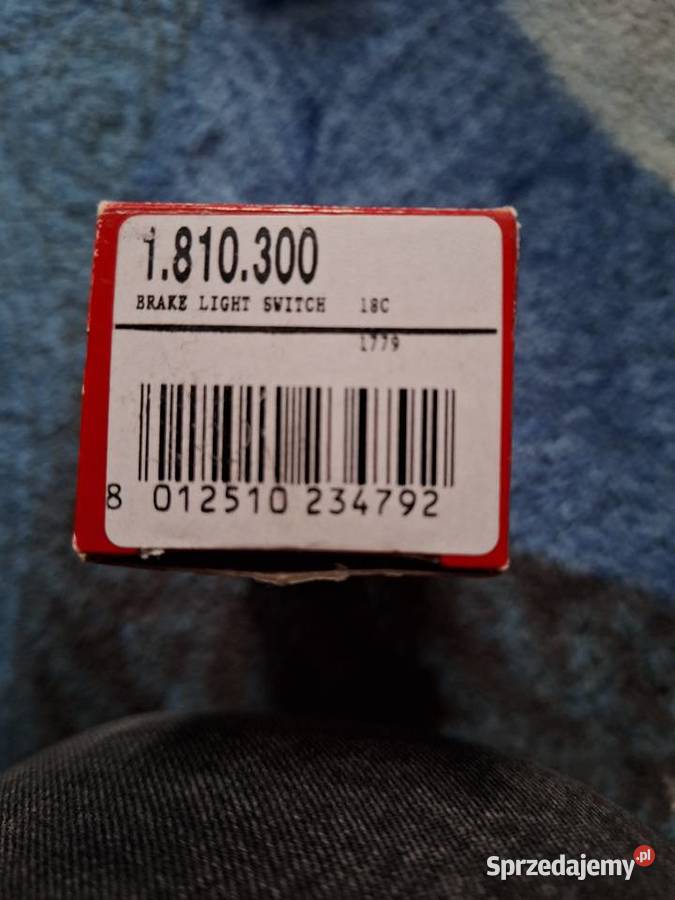 1.810.300
BRAKE LIGHT SWITCH 18C
1779
8 012510 234792
Sprzedajemy.pl